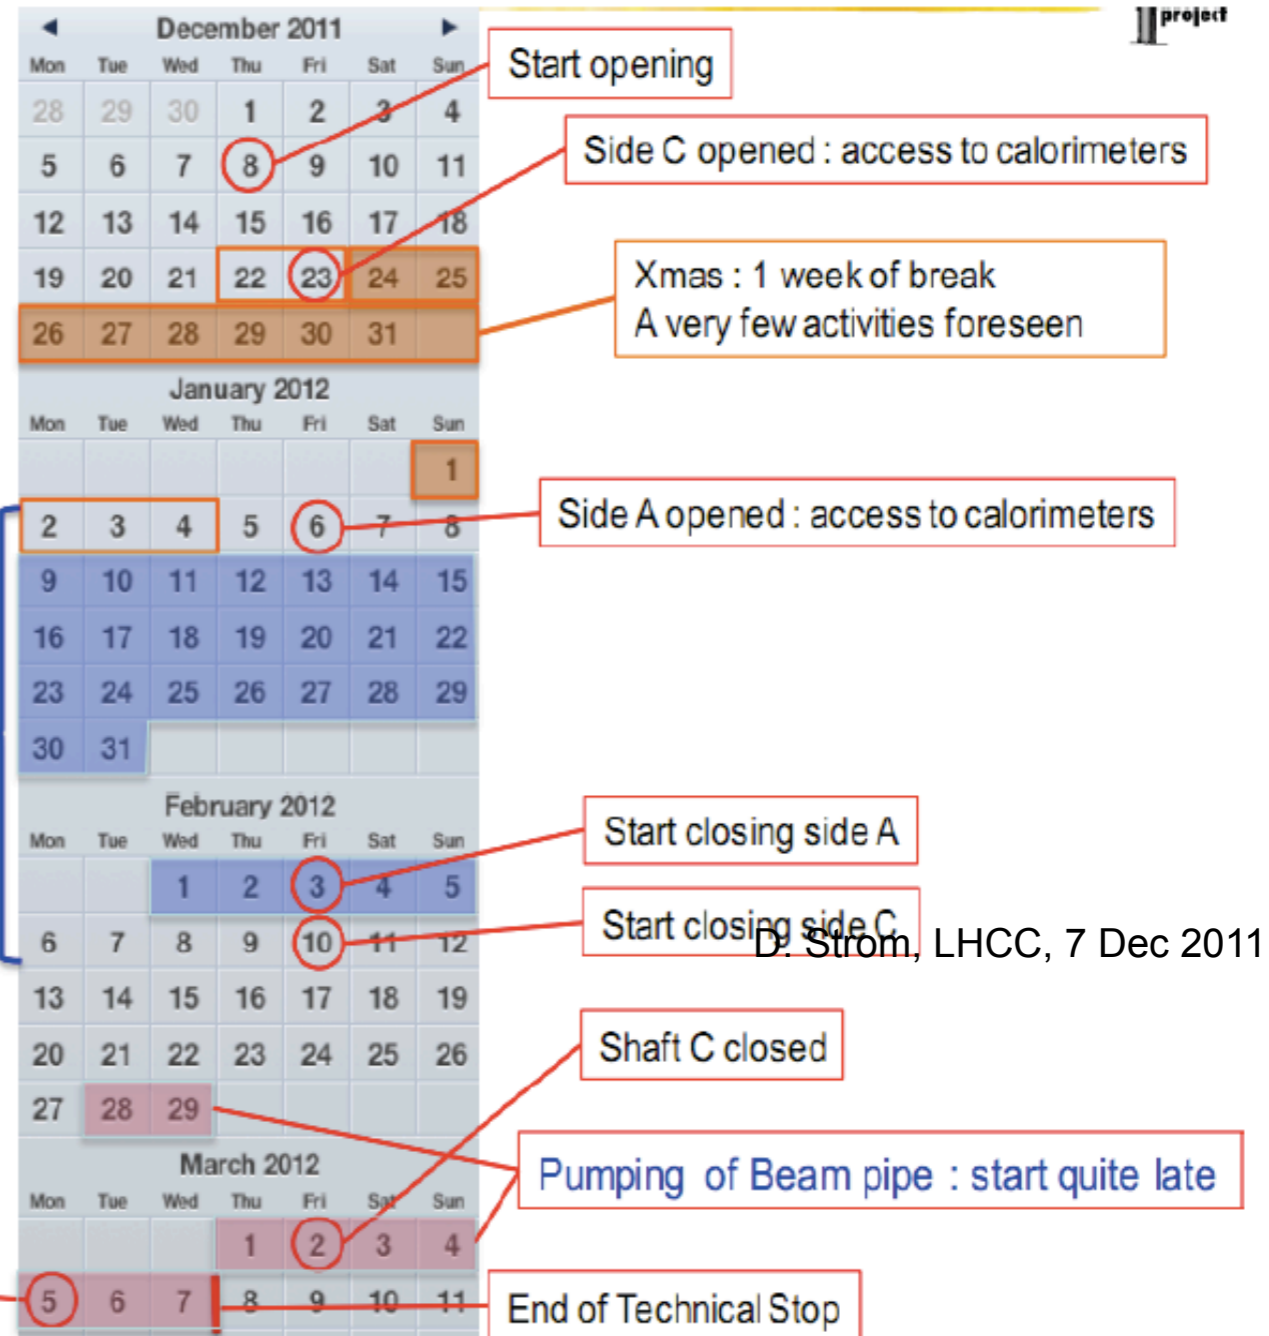 December 2011
project
Mon Tue Wed Thu Fri Sat Sun
Start opening
28 29 30 1 2 3 4
Side C opened : access to calorimeters
5 6 7 8 9 10 11
12 13 14 15 16 17 18
19 20 21 22 23 24 25
Xmas : 1 week of break
A very few activities foreseen
26 27 28 29 30 31
January 2012
Mon Tue Wed Thu Fri Sat Sun
1
2 3 4 5 6 7 8
Side A opened : access to calorimeters
9 10 11 12 13 14 15
16 17 18 19 20 21 22
23 24 25 26 27 28 29
30 31
February 2012
Mon Tue Wed Thu Fri Sat Sun
Start closing side A
1 2 3 4 5
Start closing side C
6 7 8 9 10 11 12
D. Strom, LHCC, 7 Dec 2011
13 14 15 16 17 18 19
20 21 22 23 24 25 26
Shaft C closed
27 28 29
March 2012
Pumping of Beam pipe : start quite late
Mon Tue Wed Thu Fri Sat Sun
1 2 3 4
5 6 7 8 9 10 11
End of Technical Stop